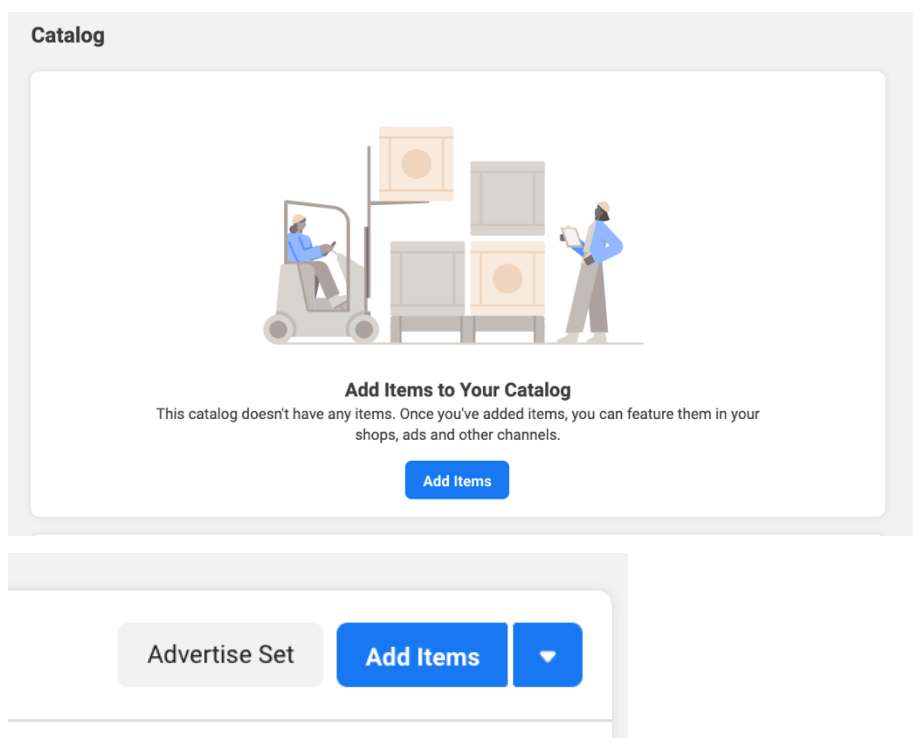 Catalog
Add Items to Your Catalog
This catalog doesn't have any items. Once you've added items, you can feature them in your
shops, ads and other channels.
Add Items
Advertise Set
Add Items